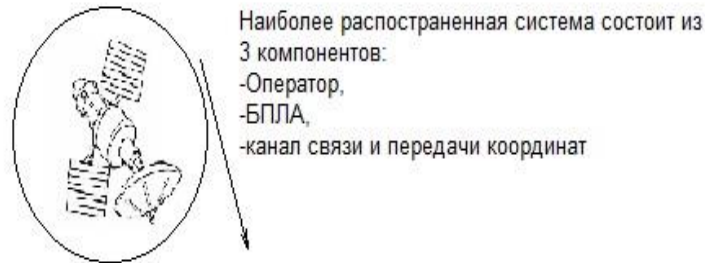 Наиболее распостраненная система состоит из
3 компонентов:
-Оператор,
-БПЛА,
-канал связи и передачи координат